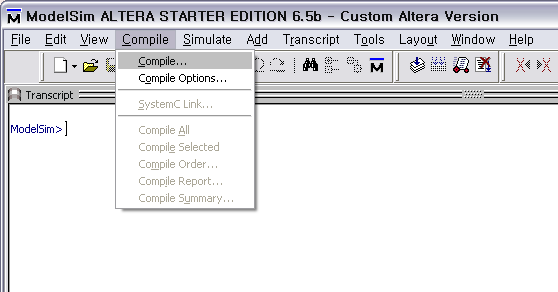 ModelSim ALTERA STARTER EDITION 6.5b - Custom Altera Version
File Edit View Compile Simulate Add Transcript Tools Layout Window Help
Compile...
Compile Options...
Transcript
SystemC Link...
ModelSim>
Compile All
Compile Selected
Compile Order...
Compile Report...
Compile Summary...